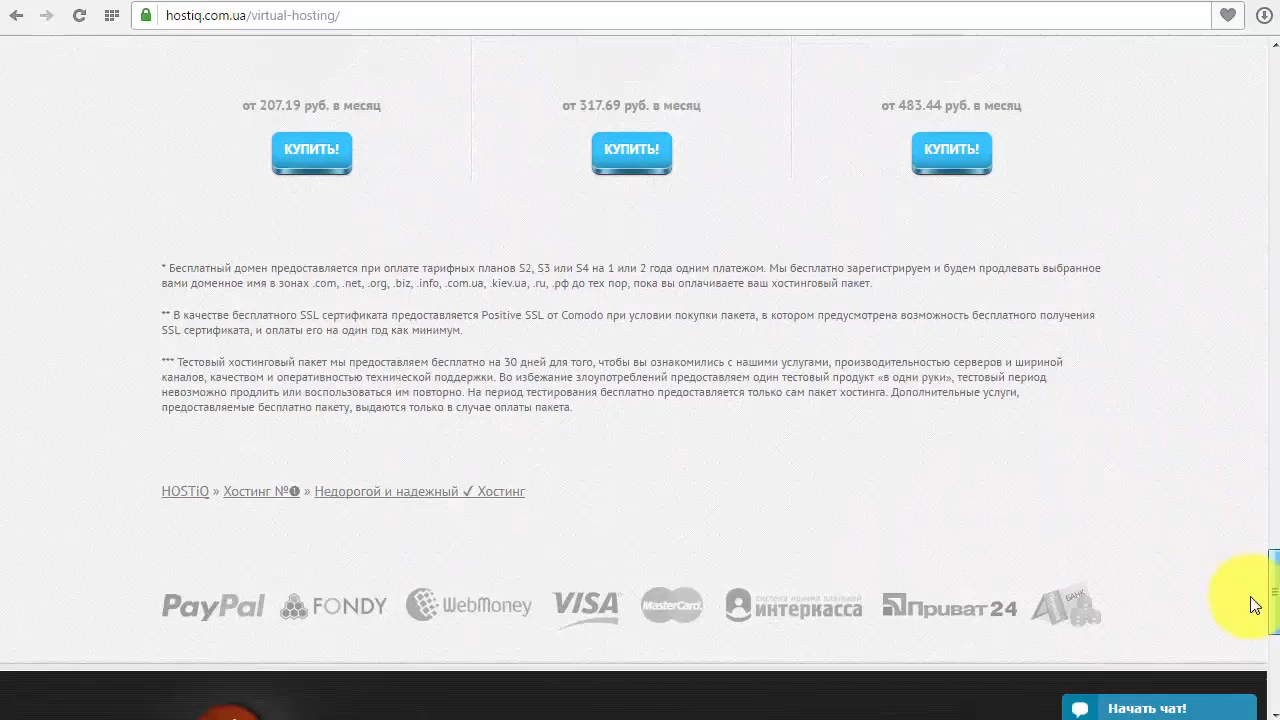 hostiq.com.ua/virtual-hosting/
от 207.19 руб. в месяц
от 317.69 руб. в месяц
от 483.44 руб. в месяц
КУПИТЬ!
КУПИТЬ!
КУПИТЬ!
* Бесплатный домен предоставляется при оплате тарифных планов S2, S3 или S4 на 1 или 2 года одним платежом. Мы бесплатно зарегистрируем и будем продлевать выбранное
вами доменное имя в зонах .com, .net, .org, .biz, .info, .com.ua, .kiev.ua, .ru, .рф до тех пор, пока вы оплачиваете ваш хостинговый пакет.
** В качестве бесплатного SSL сертификата предоставляется Positive SSL от Comodo при условии покупки пакета, в котором предусмотрена возможность бесплатного получения
SSL сертификата, и оплаты его на один год как минимум.
*** Тестовый хостинговый пакет мы предоставляем бесплатно на 30 дней для того, чтобы вы ознакомились с нашими услугами, производительностью серверов и шириной
каналов, качеством и оперативностью технической поддержки. Во избежание злоупотреблений предоставляем один тестовый продукт «в одни руки», тестовый период
невозможно продлить или воспользоваться им повторно. На период тестирования бесплатно предоставляется только сам пакет хостинга. Дополнительные услуги,
предоставляемые бесплатно пакету, выдаются только в случае оплаты пакета.
HOSTiQ » Хостинг №❶ » Недорогой и надежный ✓ Хостинг
PayPal FONDY WebMoney VISA MasterCard система приема платежей интеркасса Приват 24 БАНК
Начать чат!